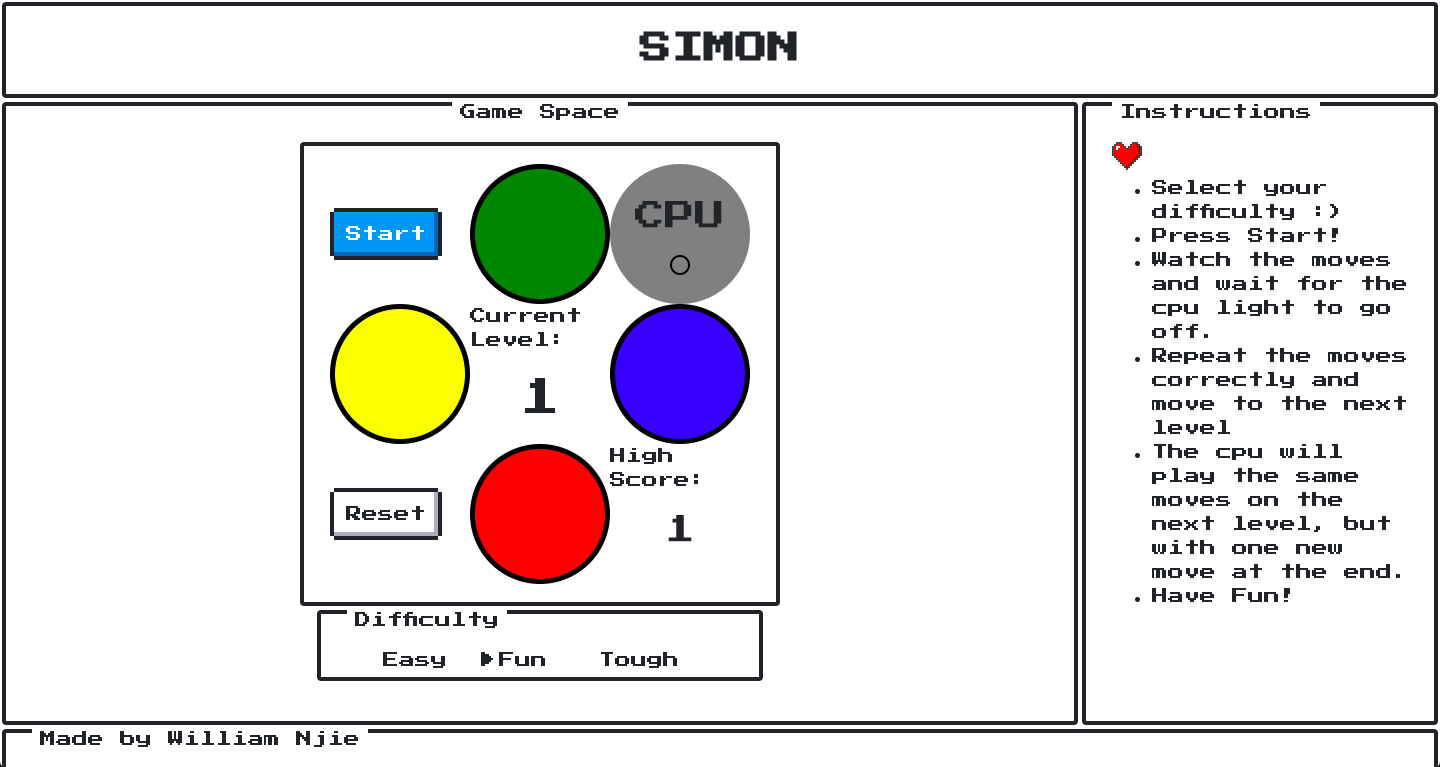 SIMON
Game Space
Start
CPU
Current
Level:
1
High
Score:
1
Reset
Difficulty
Easy
Fun
Tough
Instructions
Select your
difficulty :)
Press Start!
Watch the moves
and wait for the
cpu light to go
off.
Repeat the moves
correctly and
move to the next
level
The cpu will
play the same
moves on the
next level, but
with one new
move at the end.
Have Fun!
Made by William Njie